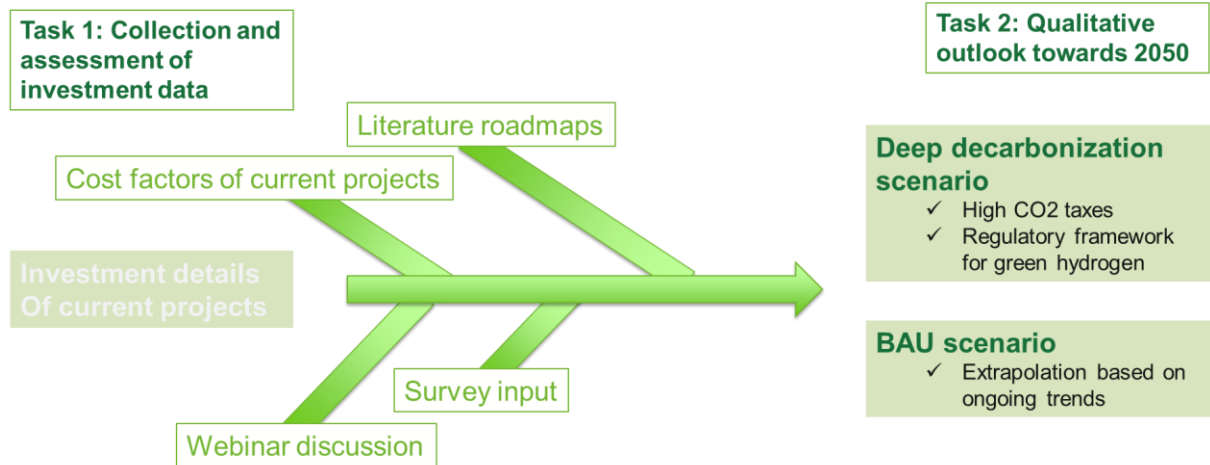 Task 1: Collection and
assessment of
investment data
Task 2: Qualitative
outlook towards 2050
Literature roadmaps
Cost factors of current projects
Investment details
Of current projects
Survey input
Webinar discussion
Deep decarbonization
scenario
✓ High CO2 taxes
✓ Regulatory framework
for green hydrogen
BAU scenario
✓ Extrapolation based on
ongoing trends